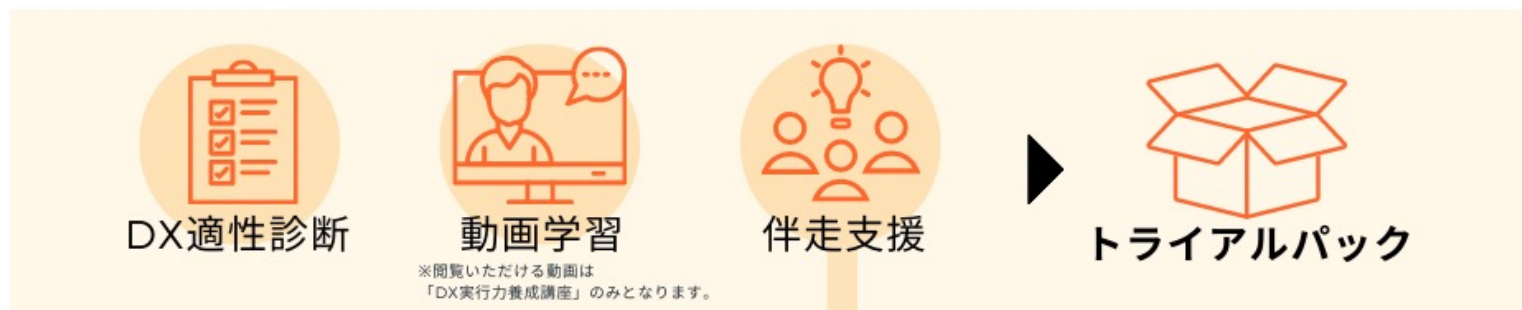 DX適性診断
動画学習
※閲覧いただける動画は
「DX実行力養成講座」のみとなります。
伴走支援
トライアルパック